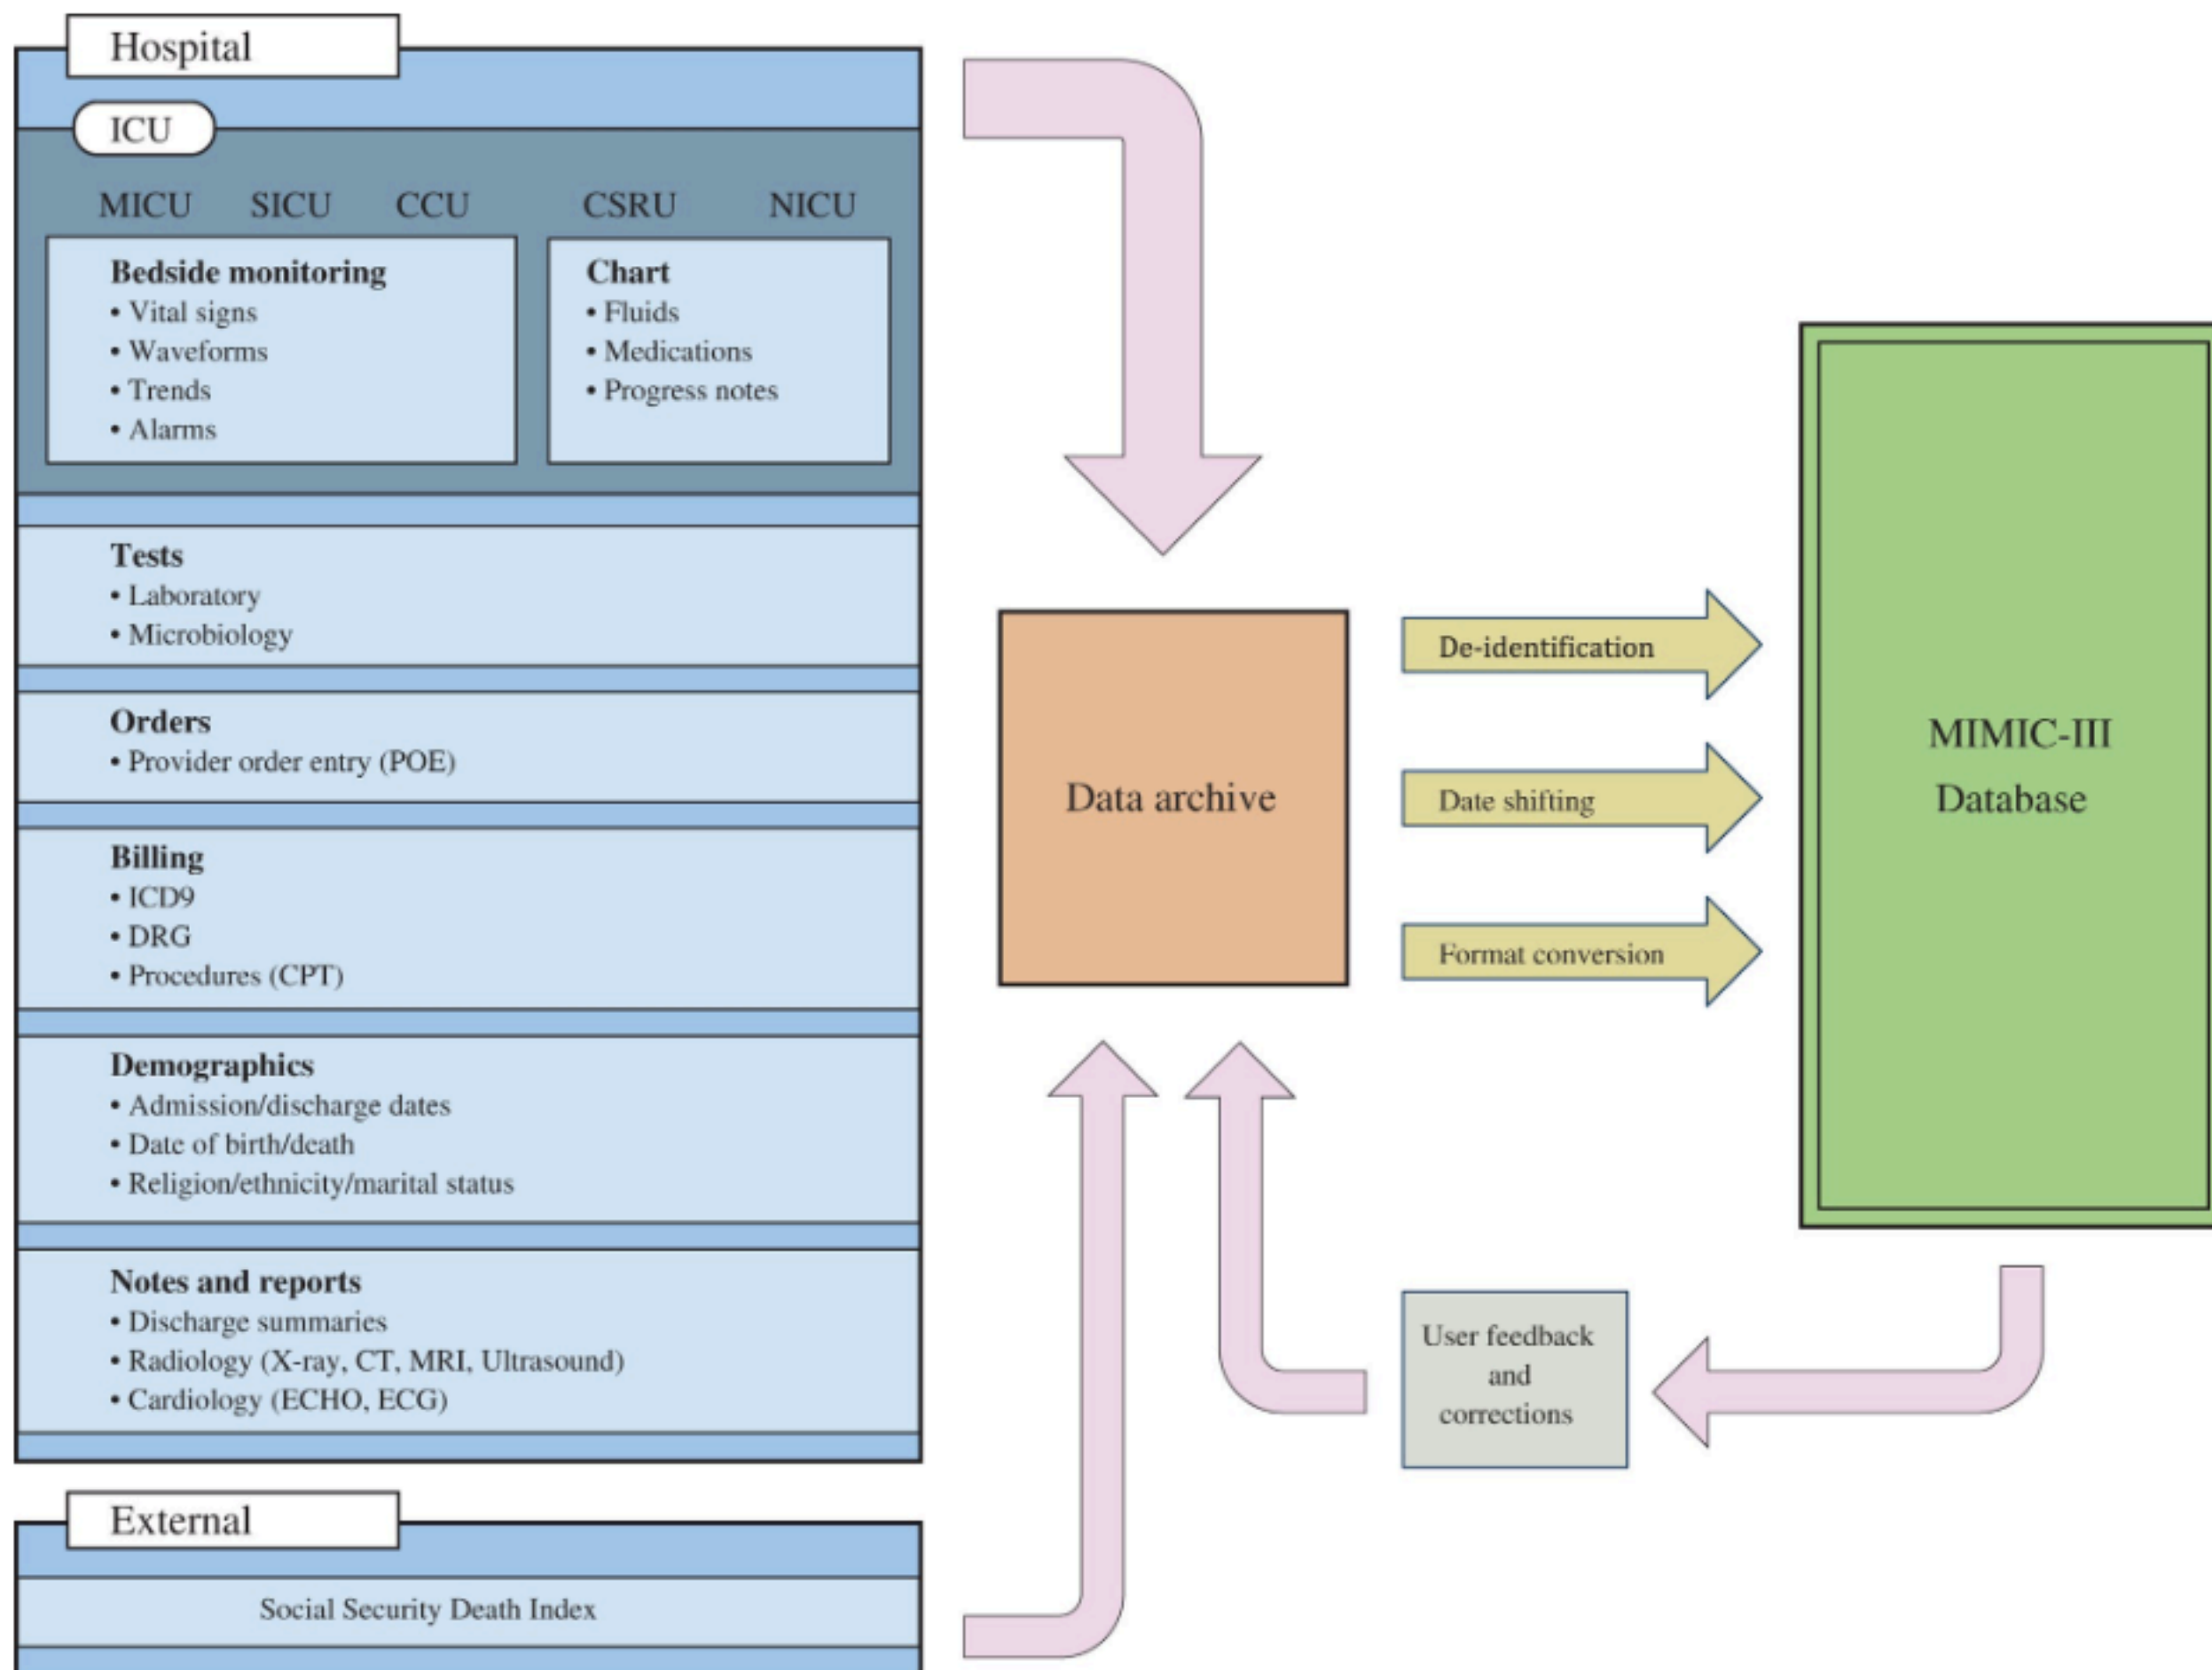 Hospital
ICU
MICU SICU CCU CSRU NICU
Bedside monitoring
• Vital signs
• Waveforms
• Trends
• Alarms
Chart
• Fluids
• Medications
• Progress notes
Tests
• Laboratory
• Microbiology
Orders
• Provider order entry (POE)
Billing
• ICD9
• DRG
• Procedures (CPT)
Demographics
• Admission/discharge dates
• Date of birth/death
• Religion/ethnicity/marital status
Notes and reports
• Discharge summaries
• Radiology (X-ray, CT, MRI, Ultrasound)
• Cardiology (ECHO, ECG)
External
Social Security Death Index
Data archive
De-identification
Date shifting
Format conversion
MIMIC-III
Database
User feedback
and
corrections